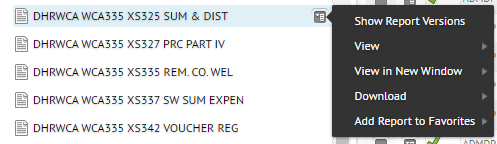 DHRWCA WCA335 XS325 SUM & DIST
DHRWCA WCA335 XS327 PRC PART IV
DHRWCA WCA335 XS335 REM. CO. WEL
DHRWCA WCA335 XS337 SW SUM EXPEN
DHRWCA WCA335 XS342 VOUCHER REG
Show Report Versions
View
View in New Window
Download
Add Report to Favorites